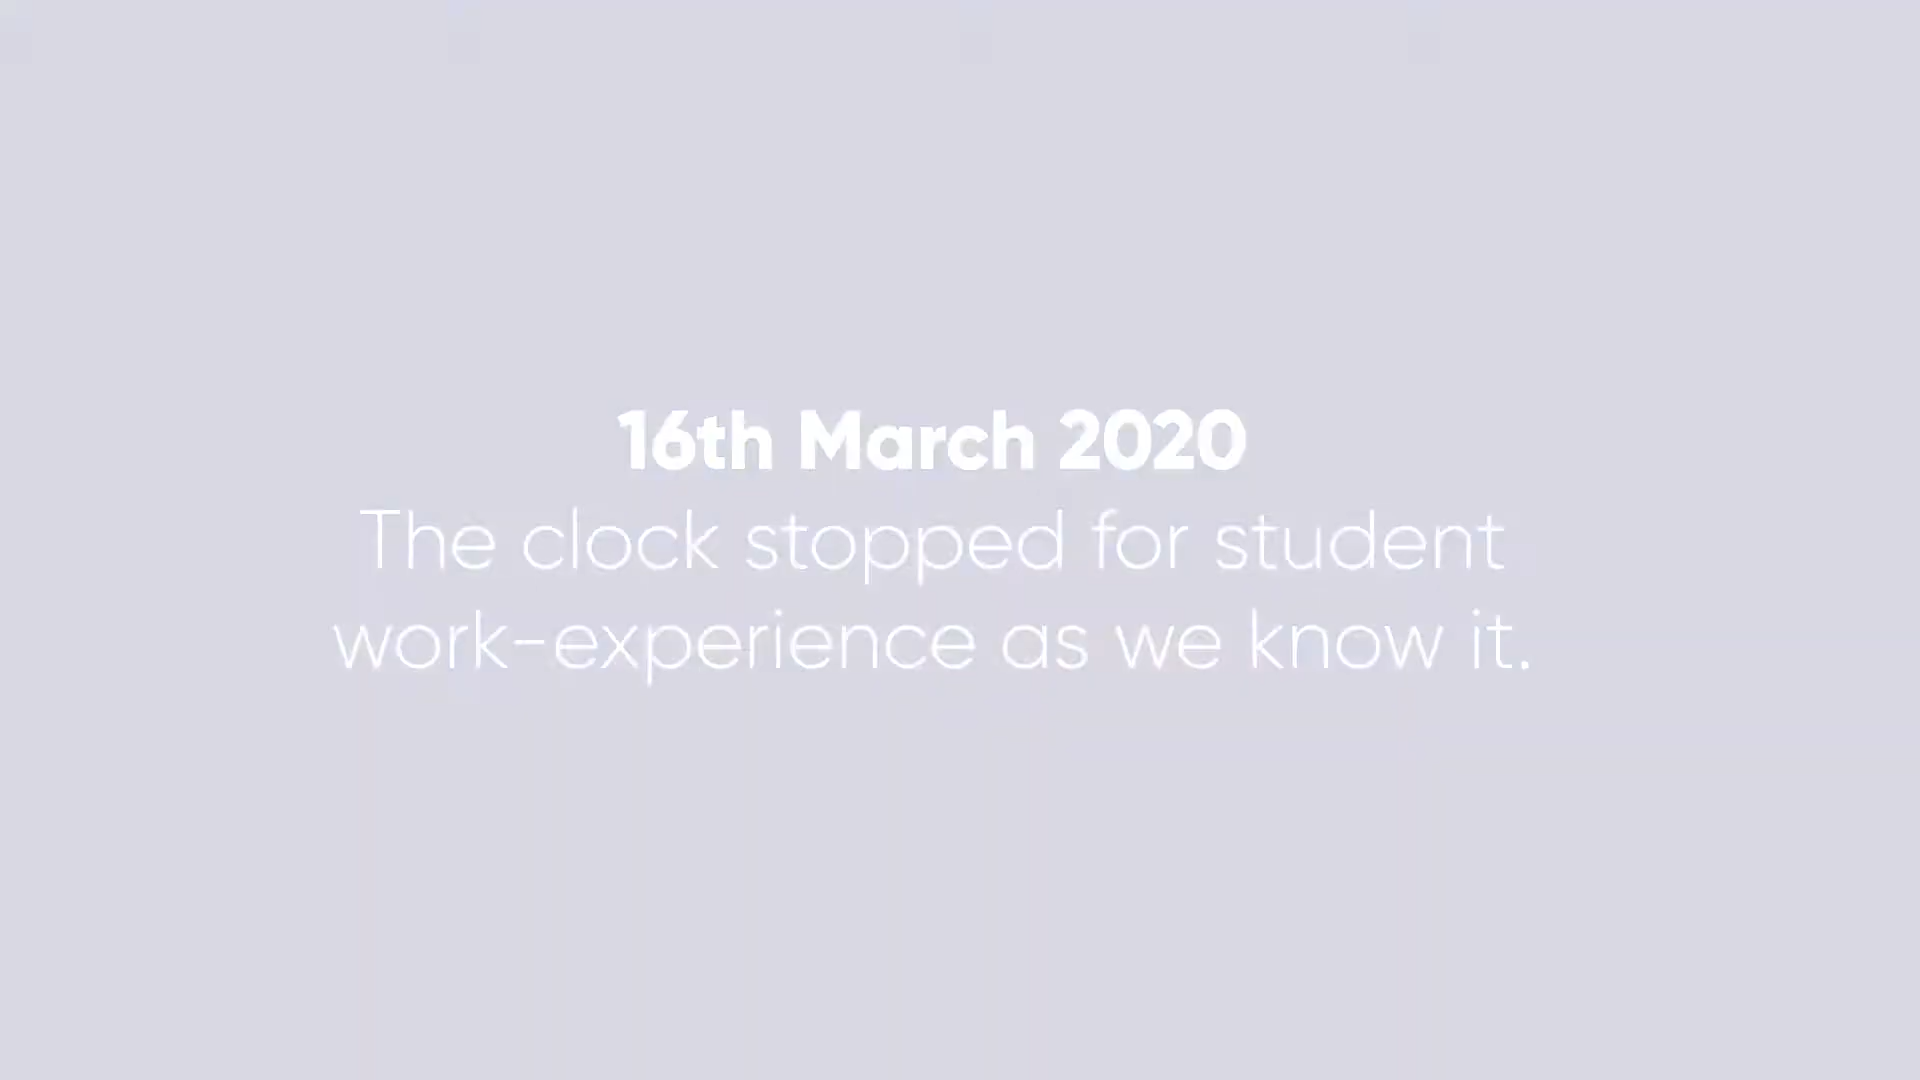 16th March 2020
The clock stopped for student
work-experience as we know it.